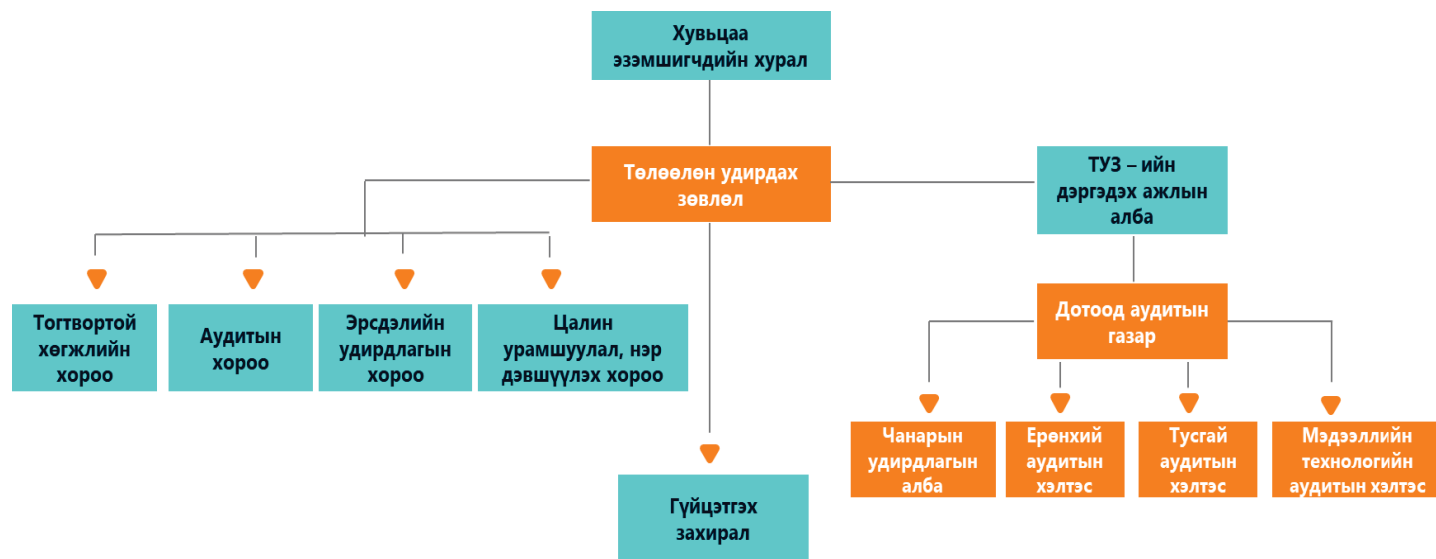 Хувьцаа
эзэмшигчдийн хурал
Төлөөлөн удирдах
зөвлөл
ТУЗ – ийн
дэргэдэх ажлын
алба
Тогтвортой
хөгжлийн
хороо
Аудитын
хороо
Эрсдэлийн
удирдлагын
хороо
Цалин
урамшуулал, нэр
дэвшүүлэх хороо
Дотоод аудитын
газар
Чанарын
удирдлагын
алба
Ерөнхий
аудитын
хэлтэс
Тусгай
аудитын
хэлтэс
Мэдээллийн
технологийн
аудитын хэлтэс
Гүйцэтгэх
захирал